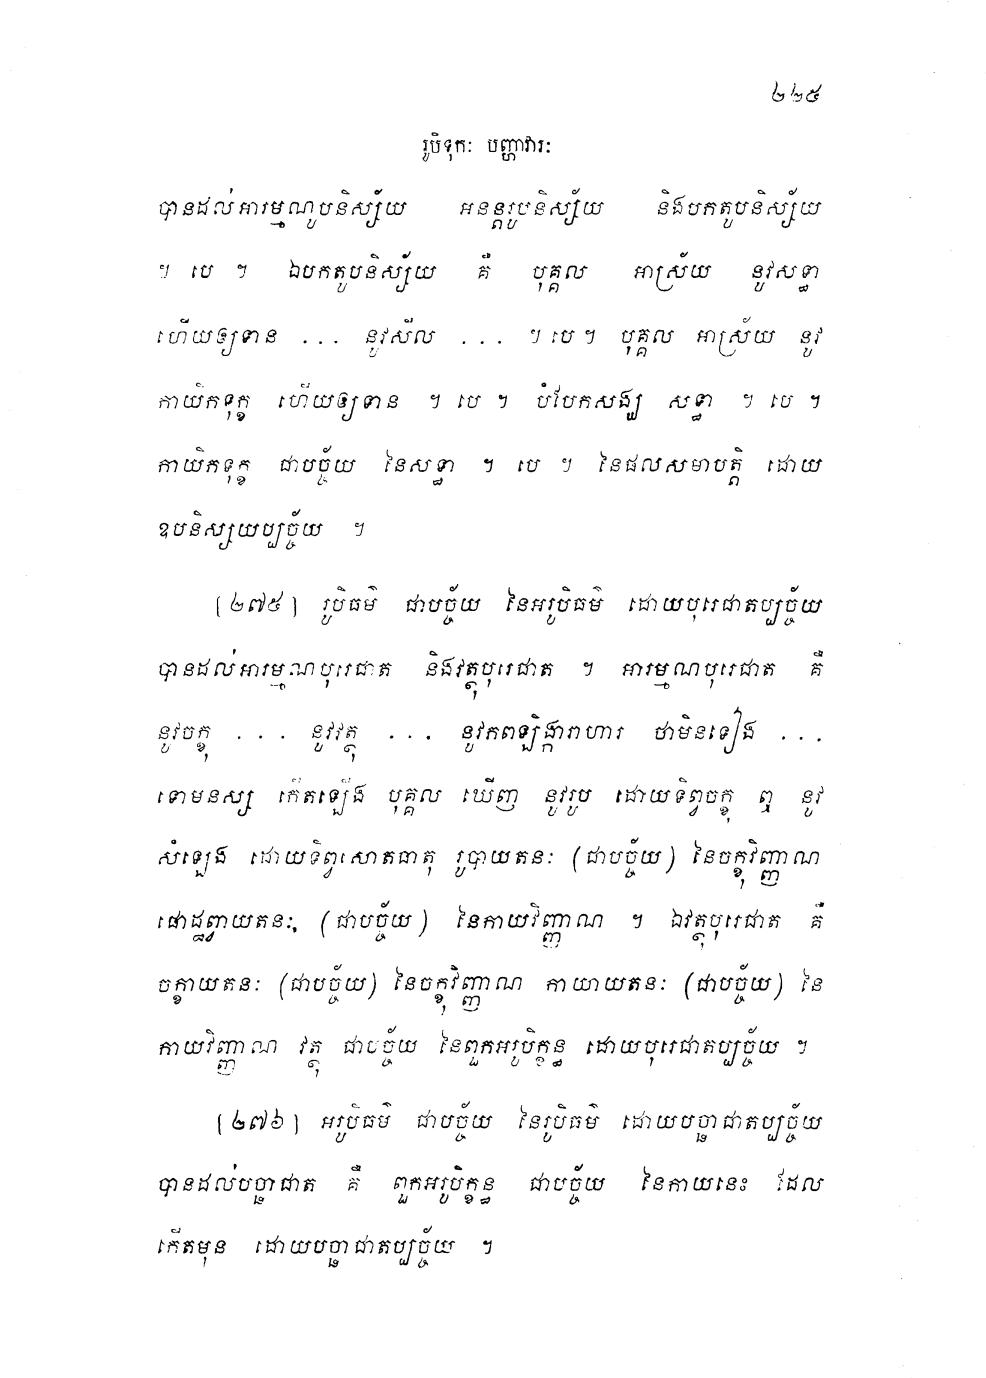 ២២៥
រូបិទុកៈ បញ្ហាវារៈ
បានដល់អារម្មណូបនិស្ស័យ អនន្តរូបនិស្ស័យ និងបកតូបនិស្ស័យ
។ បេ ។ ឯបកតូបនិស្ស័យ គឺ បុគ្គល អាស្រ័យ នូវសទ្ធា
ហើយឲ្យទាន ... នូវសីល ... ។ បេ ។ បុគ្គល អាស្រ័យ នូវ
កាយិកទុក្ខ ហើយឲ្យទាន ។ បេ ។ បំបែកសង្ឃ សទ្ធា ។ បេ ។
កាយិកទុក្ខ ជាបច្ច័យ នៃសទ្ធា ។ បេ ។ នៃផលសមាបត្តិ ដោយ
ឧបនិស្សយប្បច្ច័យ ។
[២៧៥] រូបិធម៌ ជាបច្ច័យ នៃអរូបិធម៌ ដោយបុរេជាតប្បច្ច័យ
បានដល់អារម្មណបុរេជាត និងវត្ថុបុរេជាត ។ អារម្មណបុរេជាត គឺ
នូវចក្ខុ ... នូវវត្ថុ ... នូវកពឡិង្ការាហារ ថាមិនទៀង ...
ទោមនស្ស កើតឡើង បុគ្គល ឃើញ នូវរូប ដោយទិព្វចក្ខុ ឮ នូវ
សំឡេង ដោយទិព្វសោតធាតុ រូបាយតនៈ (ជាបច្ច័យ) នៃចក្ខុវិញ្ញាណ
ផោដ្ឋព្វាយតនៈ (ជាបច្ច័យ) នៃកាយវិញ្ញាណ ។ ឯវត្ថុបុរេជាត គឺ
ចក្ខាយតនៈ (ជាបច្ច័យ) នៃចក្ខុវិញ្ញាណ កាយាយតនៈ (ជាបច្ច័យ) នៃ
កាយវិញ្ញាណ វត្ថុ ជាបច្ច័យ នៃពួកអរូបិក្ខន្ធ ដោយបុរេជាតប្បច្ច័យ ។
[២៧៦] អរូបិធម៌ ជាបច្ច័យ នៃរូបិធម៌ ដោយបច្ឆាជាតប្បច្ច័យ
បានដល់បច្ឆាជាត គឺ ពួកអរូបិក្ខន្ធ ជាបច្ច័យ នៃកាយនេះ ដែល
កើតមុន ដោយបច្ឆាជាតប្បច្ច័យ ។